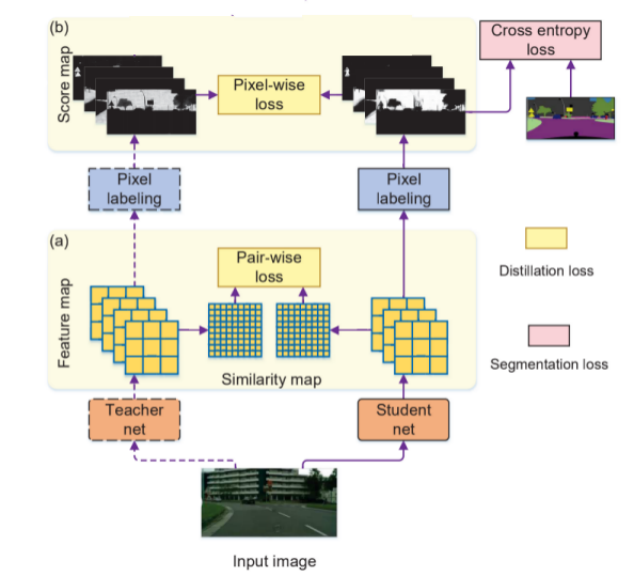 (b)
Cross entropy
loss
Score map
Pixel-wise
loss
Pixel
labeling
Pixel
labeling
(a)
Pair-wise
loss
Distillation loss
Feature map
Segmentation loss
Similarity map
Teacher
net
Student
net
Input image